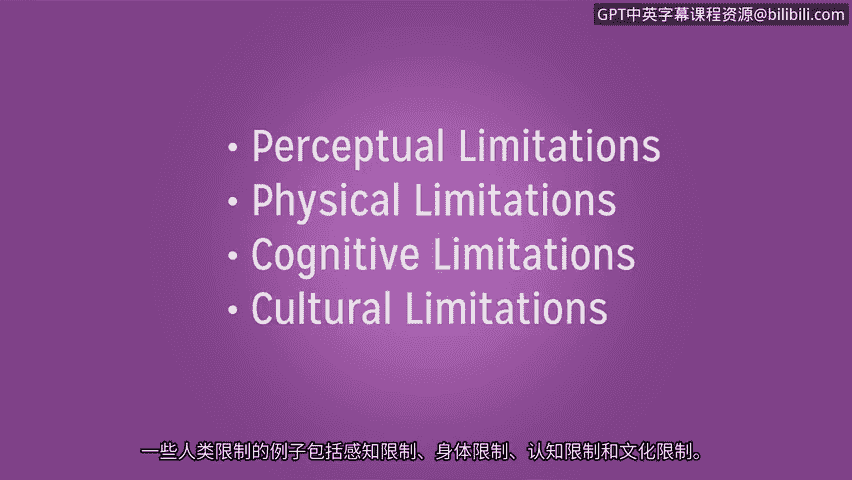 GPT中英字幕课程资源@bilibili.com
• Perceptual Limitations
• Physical Limitations
• Cognitive Limitations
• Cultural Limitations
一些人类限制的例子包括感知限制、身体限制、认知限制和文化限制。